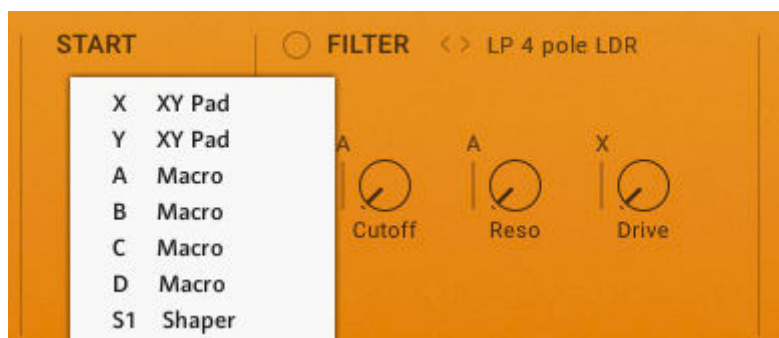 START
FILTER < > LP 4 pole LDR
X XY Pad
Y XY Pad
A Macro
B Macro
C Macro
D Macro
S1 Shaper
A A X
Cutoff Reso Drive